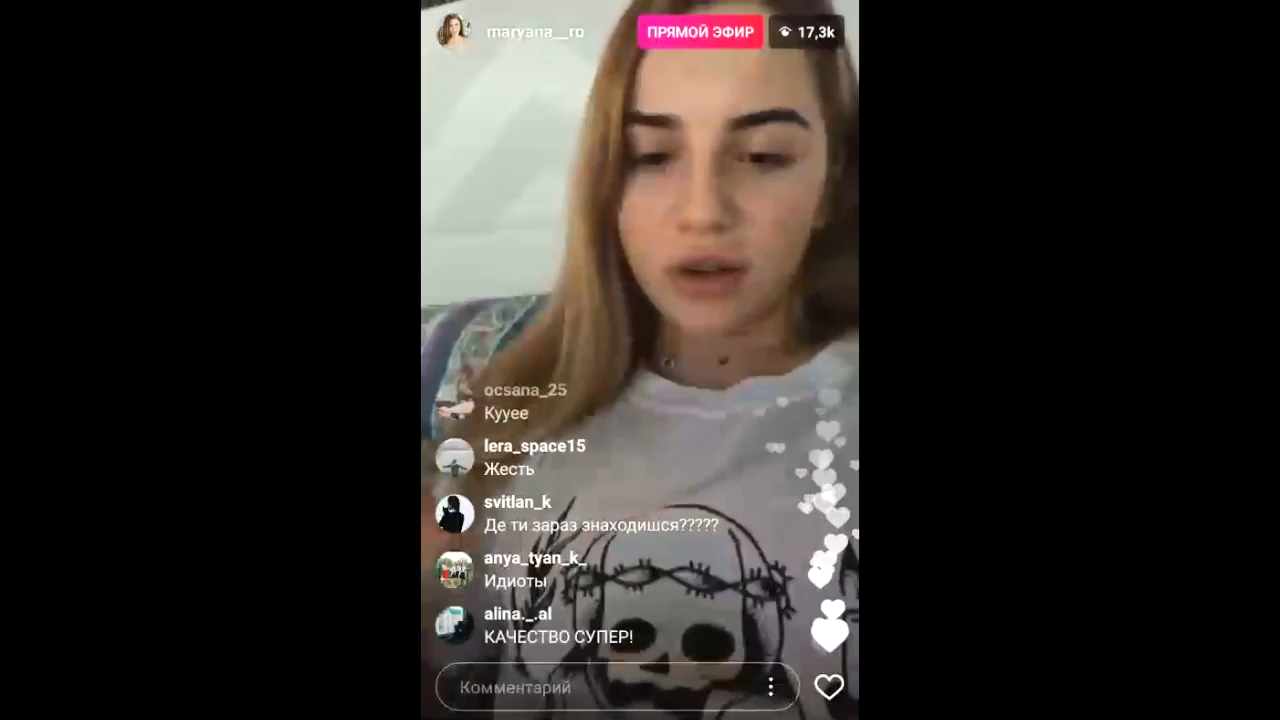 maryana__ro
ПРЯМОЙ ЭФИР
17,3k
ocsana_25
Кууее
lera_space15
Жесть
svitlan_k
Де ти зараз знаходишся?????
anya_tyan_k_
Идиоты
alina._.al
КАЧЕСТВО СУПЕР!
Комментарий